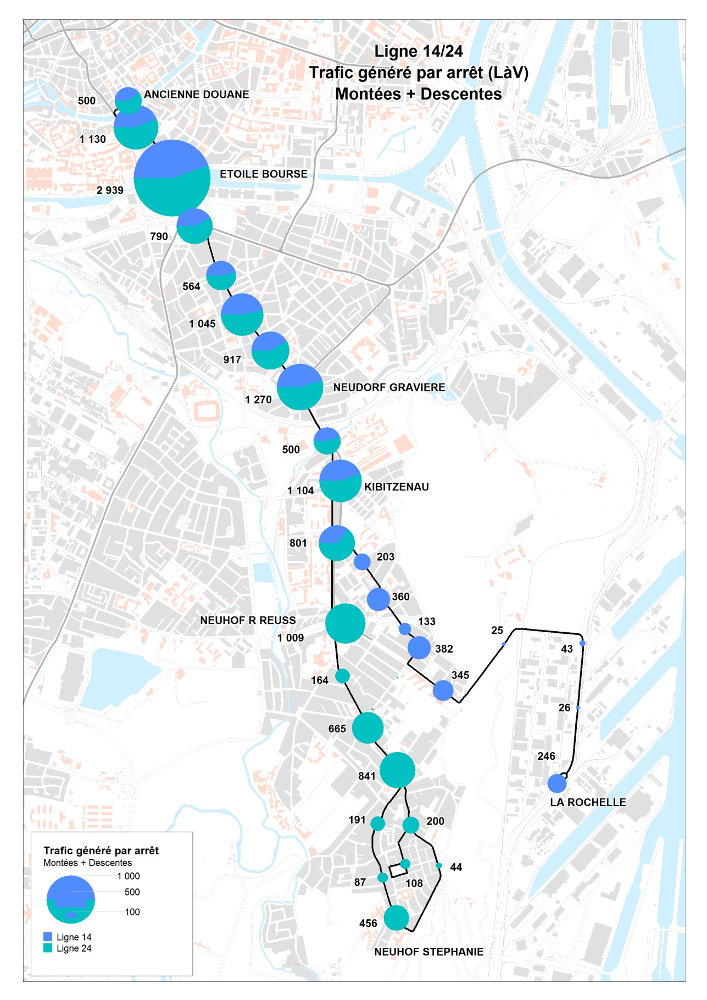 Ligne 14/24
Trafic généré par arrêt (LàV)
Montées + Descentes
ANCIENNE DOUANE
500
1 130
ETOILE BOURSE
2 939
790
564
1 045
917
NEUDORF GRAVIERE
1 270
500
KIBITZENAU
1 104
801
203
360
NEUHOF R REUSS
133
1 009
25
382
43
345
164
26
665
246
841
LA ROCHELLE
191
200
44
87
108
456
NEUHOF STEPHANIE
Trafic généré par arrêt
Montées + Descentes
1 000
500
100
Ligne 14
Ligne 24